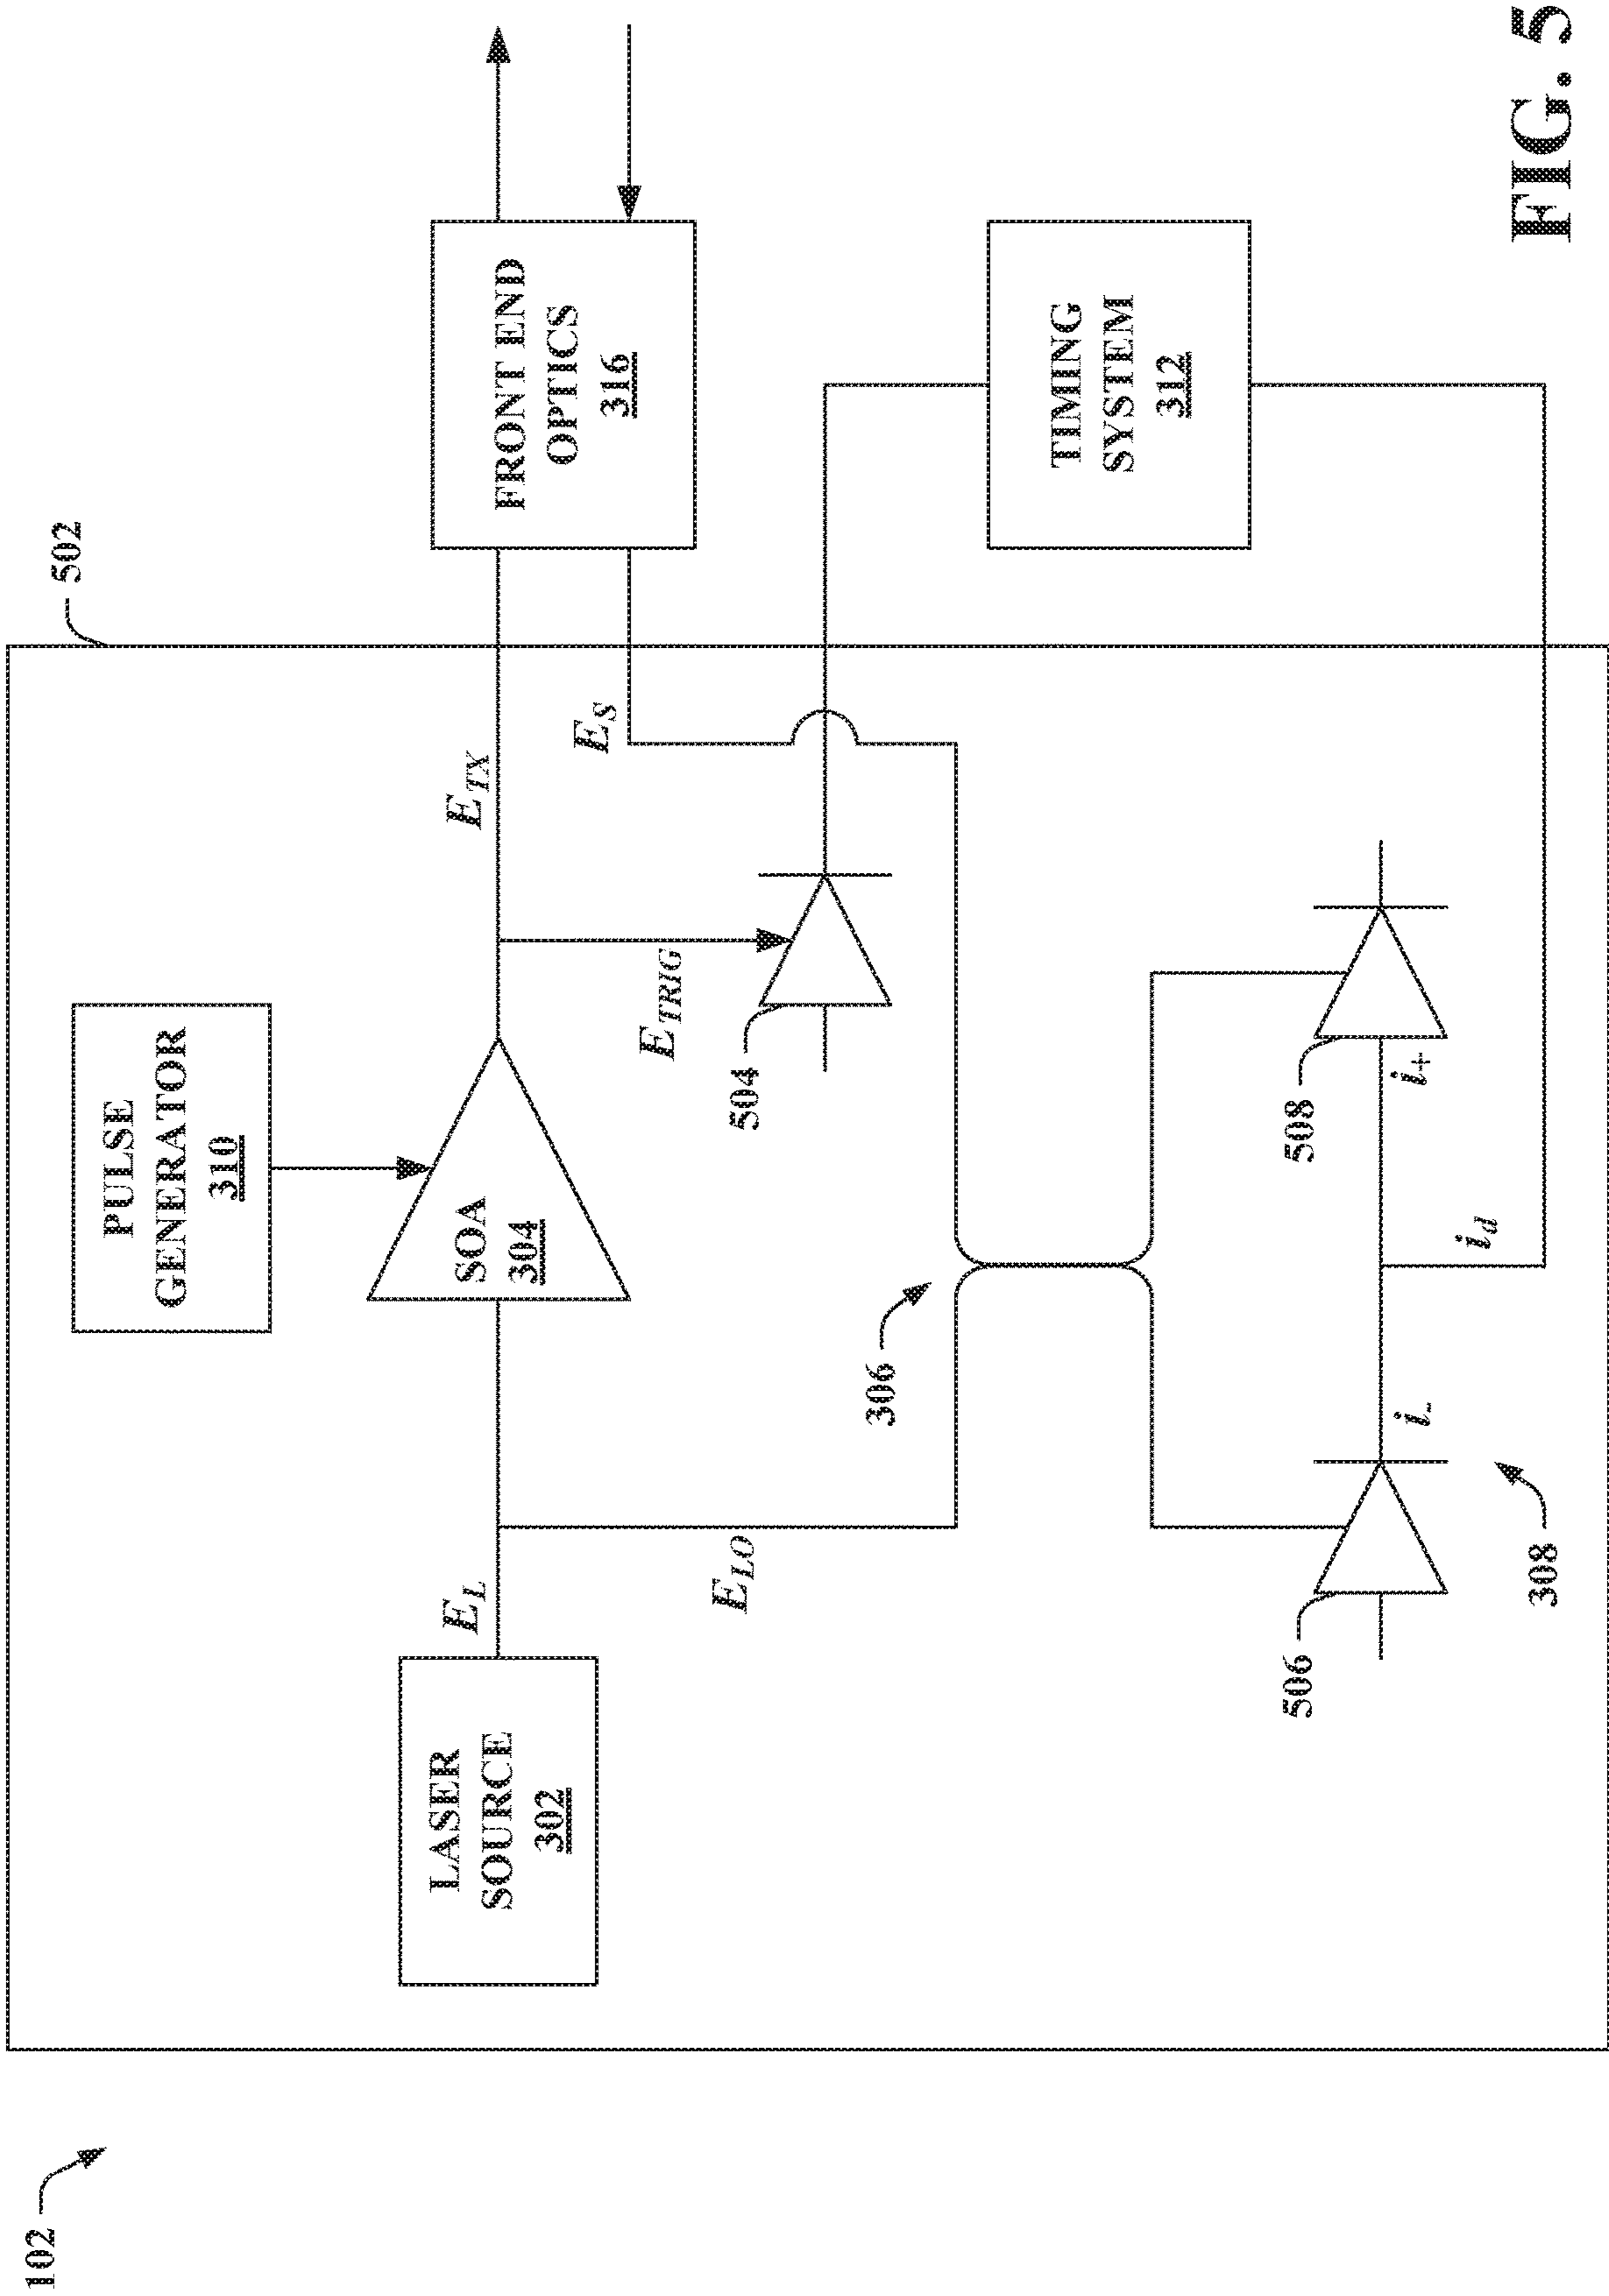 102
502
PULSE
GENERATOR
310
LASER
SOURCE
302
E_L
SOA
304
E_TX
FRONT END
OPTICS
316
E_S
E_TRIG
504
E_LO
306
TIMING
SYSTEM
312
506
508
i_-
i_+
i_d
308
FIG. 5